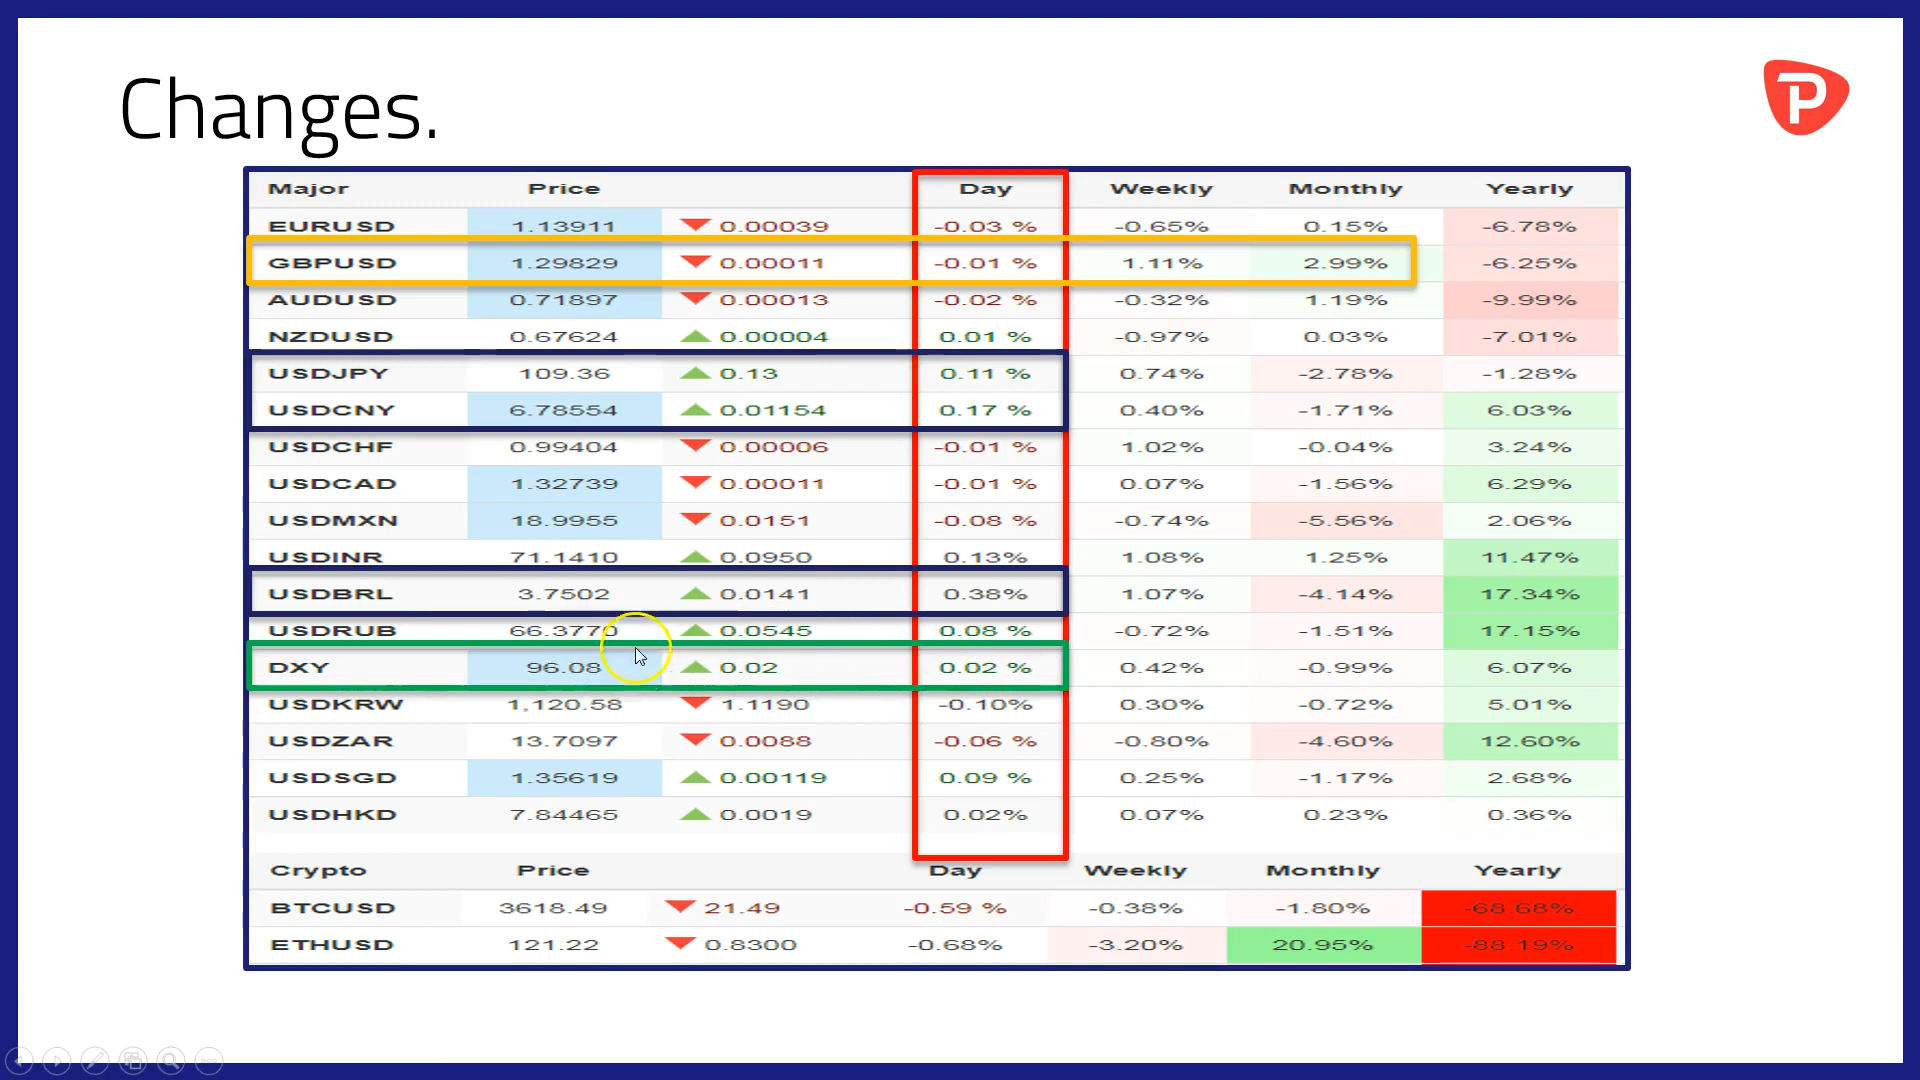 Changes.
P
Major Price Day Weekly Monthly Yearly
EURUSD 1.13911 0.00039 -0.03 % -0.65% 0.15% -6.78%
GBPUSD 1.29829 0.00011 -0.01 % 1.11% 2.99% -6.25%
AUDUSD 0.71897 0.00013 -0.02 % -0.32% 1.19% -9.99%
NZDUSD 0.67624 0.00004 0.01 % -0.97% 0.03% -7.01%
USDJPY 109.36 0.13 0.11 % 0.74% -2.78% -1.28%
USDCNY 6.78554 0.01154 0.17 % 0.40% -1.71% 6.03%
USDCHF 0.99404 0.00006 -0.01 % 1.02% -0.04% 3.24%
USDCAD 1.32739 0.00011 -0.01 % 0.07% -1.56% 6.29%
USDMXN 18.9955 0.0151 -0.08 % -0.74% -5.56% 2.06%
USDINR 71.1410 0.0950 0.13% 1.08% 1.25% 11.47%
USDBRL 3.7502 0.0141 0.38% 1.07% -4.14% 17.34%
USDRUB 66.3770 0.0545 0.08 % -0.72% -1.51% 17.15%
DXY 96.08 0.02 0.02 % 0.42% -0.99% 6.07%
USDKRW 1,120.58 1.1190 -0.10% 0.30% -0.72% 5.01%
USDZAR 13.7097 0.0088 -0.06 % -0.80% -4.60% 12.60%
USDSGD 1.35619 0.00119 0.09 % 0.25% -1.17% 2.68%
USDHKD 7.84465 0.0019 0.02% 0.07% 0.23% 0.36%
Crypto Price Day Weekly Monthly Yearly
BTCUSD 3618.49 21.49 -0.59 % -0.38% -1.80% -68.68%
ETHUSD 121.22 0.8300 -0.68% -3.20% 20.95% -88.19%